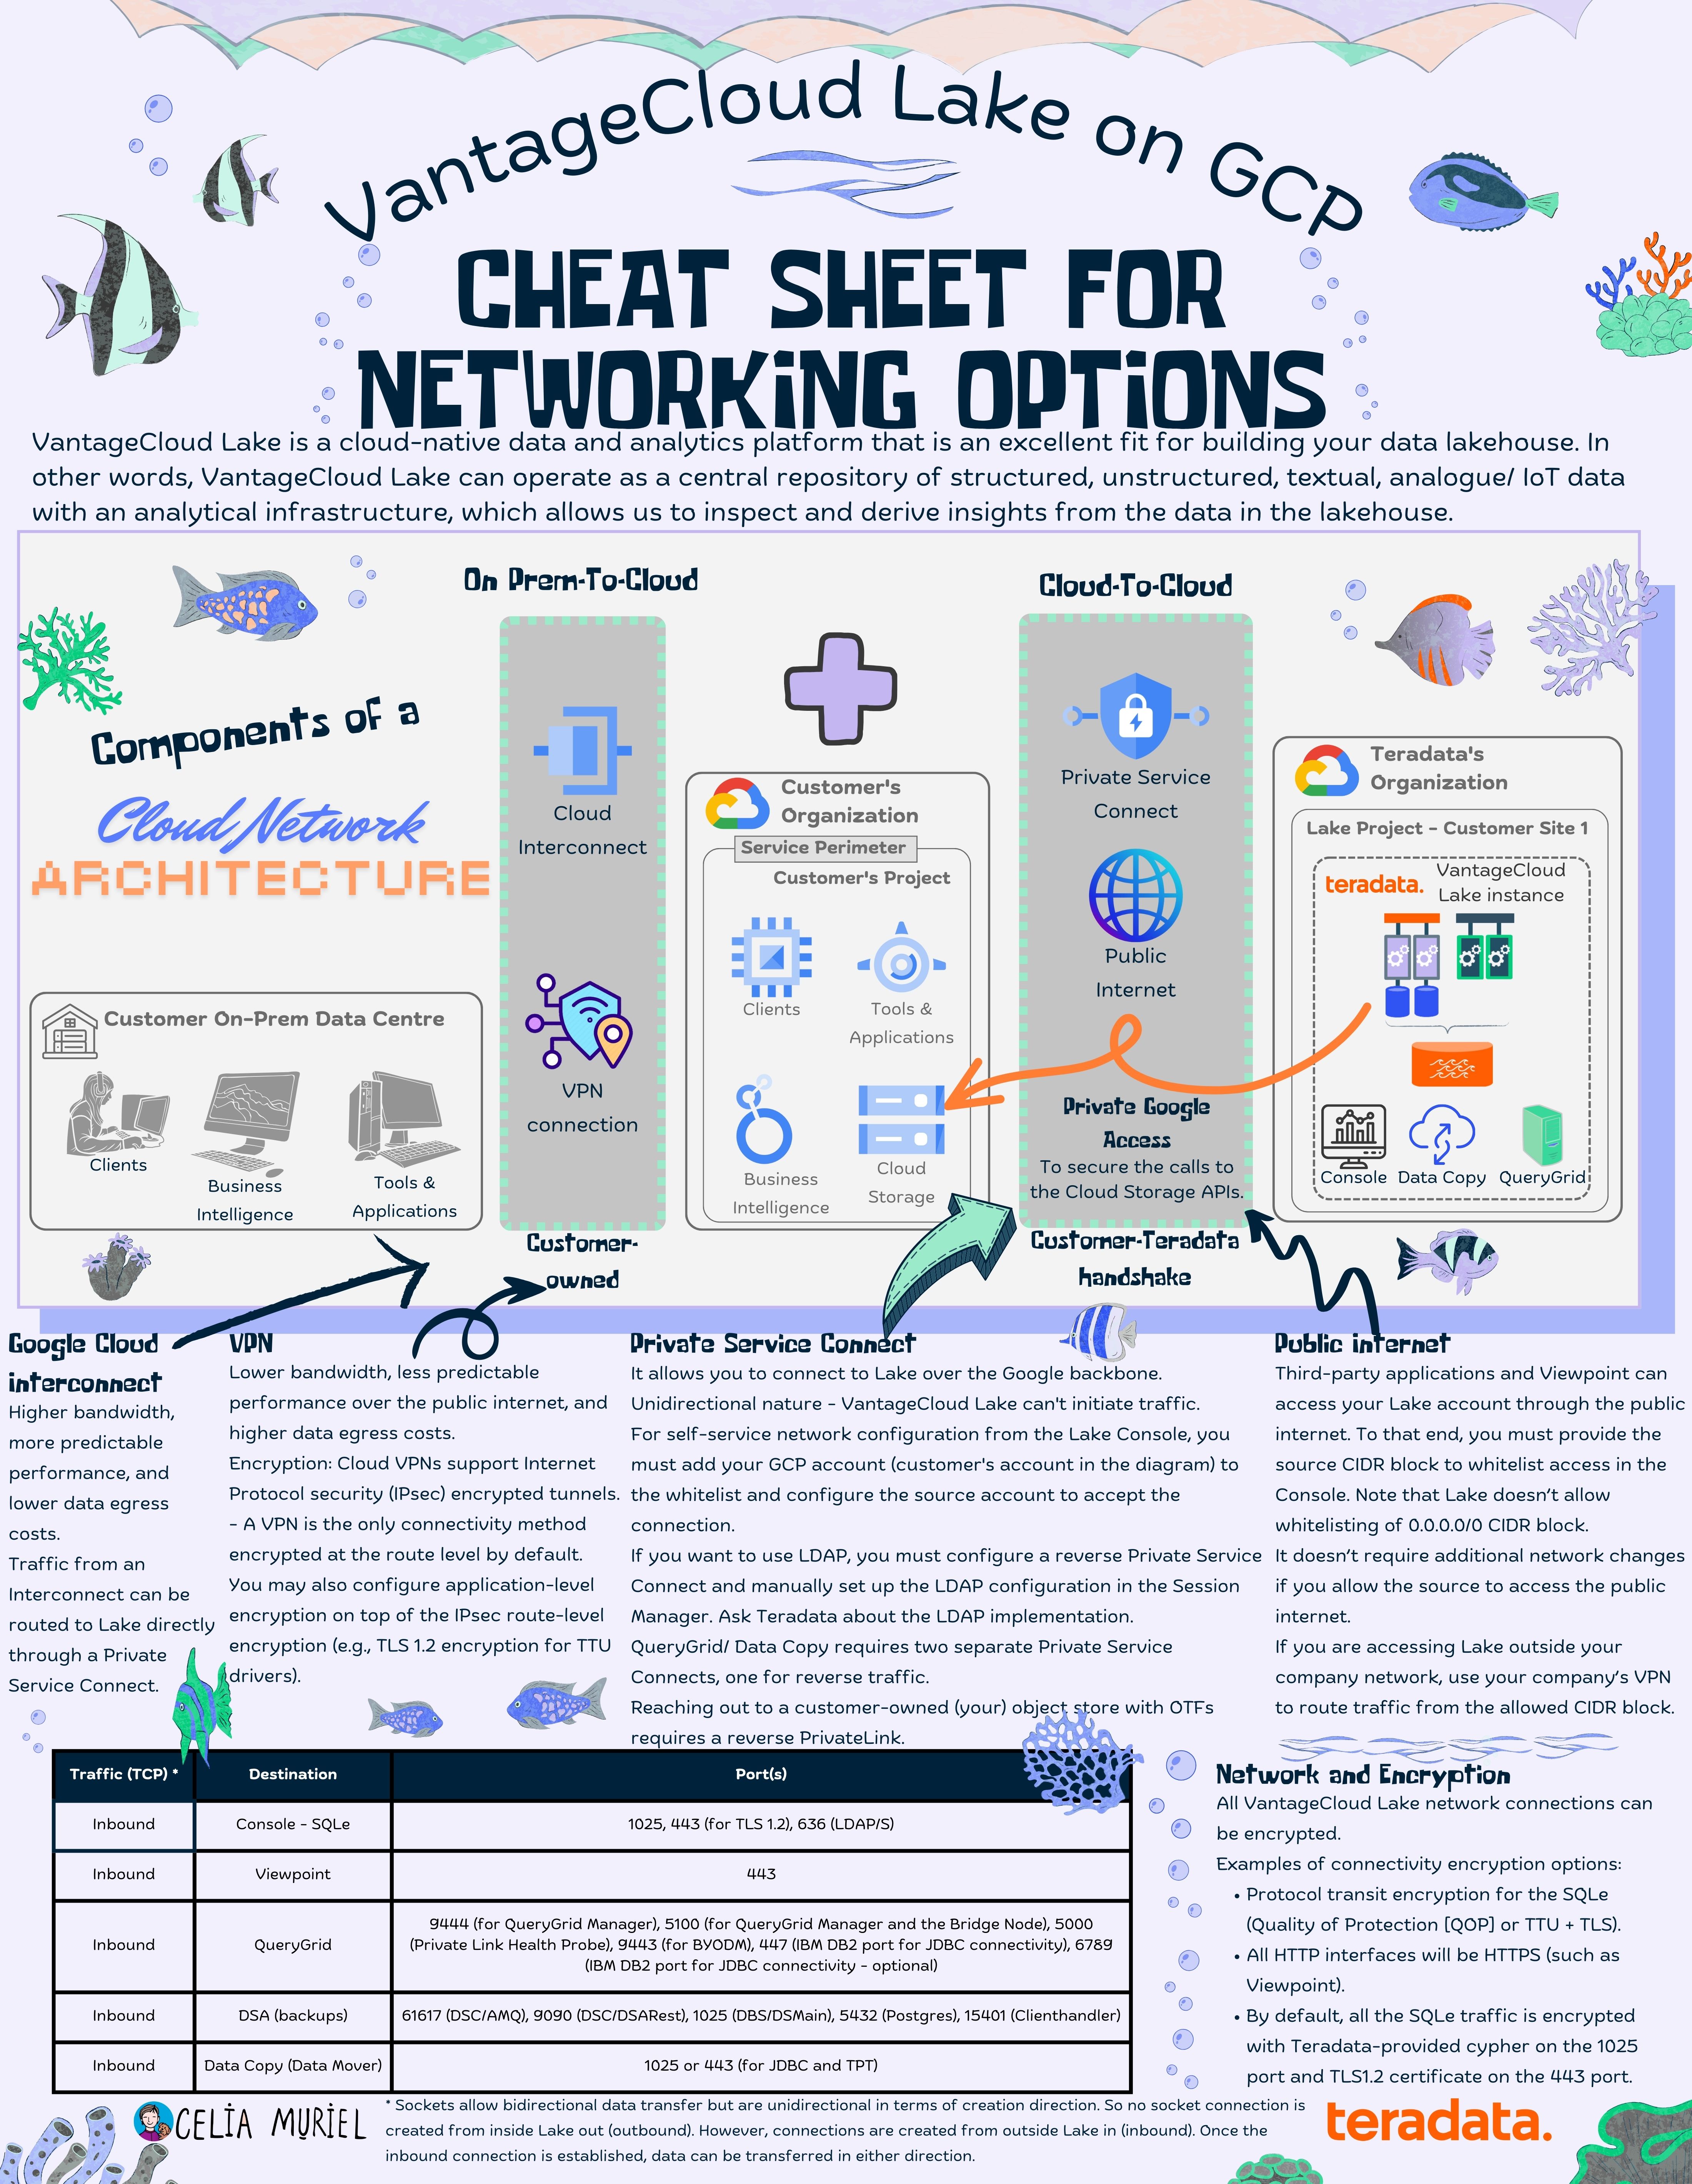 VantageCloud Lake on GCP
CHEAT SHEET FOR
NETWORKING OPTIONS
VantageCloud Lake is a cloud-native data and analytics platform that is an excellent fit for building your data lakehouse. In
other words, VantageCloud Lake can operate as a central repository of structured, unstructured, textual, analogue/ IoT data
with an analytical infrastructure, which allows us to inspect and derive insights from the data in the lakehouse.
Components of a
Cloud Network
ARCHITECTURE
Customer On-Prem Data Centre
Clients
Business
Intelligence
Tools &
Applications
On Prem-To-Cloud
Cloud
Interconnect
VPN
connection
Customer-
owned
Customer's
Organization
Service Perimeter
Customer's Project
Clients
Tools &
Applications
Business
Intelligence
Cloud
Storage
Cloud-To-Cloud
Private Service
Connect
Public
Internet
Private Google
Access
To secure the calls to
the Cloud Storage APIs.
Customer-Teradata
handshake
Teradata's
Organization
Lake Project - Customer Site 1
teradata.
VantageCloud
Lake instance
Console
Data Copy
QueryGrid
Google Cloud
interconnect
Higher bandwidth,
more predictable
performance, and
lower data egress
costs.
Traffic from an
Interconnect can be
routed to Lake directly
through a Private
Service Connect.
VPN
Lower bandwidth, less predictable
performance over the public internet, and
higher data egress costs.
Encryption: Cloud VPNs support Internet
Protocol security (IPsec) encrypted tunnels.
- A VPN is the only connectivity method
encrypted at the route level by default.
You may also configure application-level
encryption on top of the IPsec route-level
encryption (e.g., TLS 1.2 encryption for TTU
drivers).
Private Service Connect
It allows you to connect to Lake over the Google backbone.
Unidirectional nature - VantageCloud Lake can't initiate traffic.
For self-service network configuration from the Lake Console, you
must add your GCP account (customer's account in the diagram) to
the whitelist and configure the source account to accept the
connection.
If you want to use LDAP, you must configure a reverse Private Service
Connect and manually set up the LDAP configuration in the Session
Manager. Ask Teradata about the LDAP implementation.
QueryGrid/ Data Copy requires two separate Private Service
Connects, one for reverse traffic.
Reaching out to a customer-owned (your) object store with OTFs
requires a reverse PrivateLink.
Public internet
Third-party applications and Viewpoint can
access your Lake account through the public
internet. To that end, you must provide the
source CIDR block to whitelist access in the
Console. Note that Lake doesn't allow
whitelisting of 0.0.0.0/0 CIDR block.
It doesn't require additional network changes
if you allow the source to access the public
internet.
If you are accessing Lake outside your
company network, use your company's VPN
to route traffic from the allowed CIDR block.
Traffic (TCP) * Destination Port(s)
Inbound Console - SQLe 1025, 443 (for TLS 1.2), 636 (LDAP/S)
Inbound Viewpoint 443
Inbound QueryGrid 9444 (for QueryGrid Manager), 5100 (for QueryGrid Manager and the Bridge Node), 5000
(Private Link Health Probe), 9443 (for BYODM), 447 (IBM DB2 port for JDBC connectivity), 6789
(IBM DB2 port for JDBC connectivity - optional)
Inbound DSA (backups) 61617 (DSC/AMQ), 9090 (DSC/DSARest), 1025 (DBS/DSMain), 5432 (Postgres), 15401 (Clienthandler)
Inbound Data Copy (Data Mover) 1025 or 443 (for JDBC and TPT)
Network and Encryption
All VantageCloud Lake network connections can
be encrypted.
Examples of connectivity encryption options:
• Protocol transit encryption for the SQLe
(Quality of Protection [QOP] or TTU + TLS).
• All HTTP interfaces will be HTTPS (such as
Viewpoint).
• By default, all the SQLe traffic is encrypted
with Teradata-provided cypher on the 1025
port and TLS1.2 certificate on the 443 port.
CELIA MURIEL
* Sockets allow bidirectional data transfer but are unidirectional in terms of creation direction. So no socket connection is
created from inside Lake out (outbound). However, connections are created from outside Lake in (inbound). Once the
inbound connection is established, data can be transferred in either direction.
teradata.